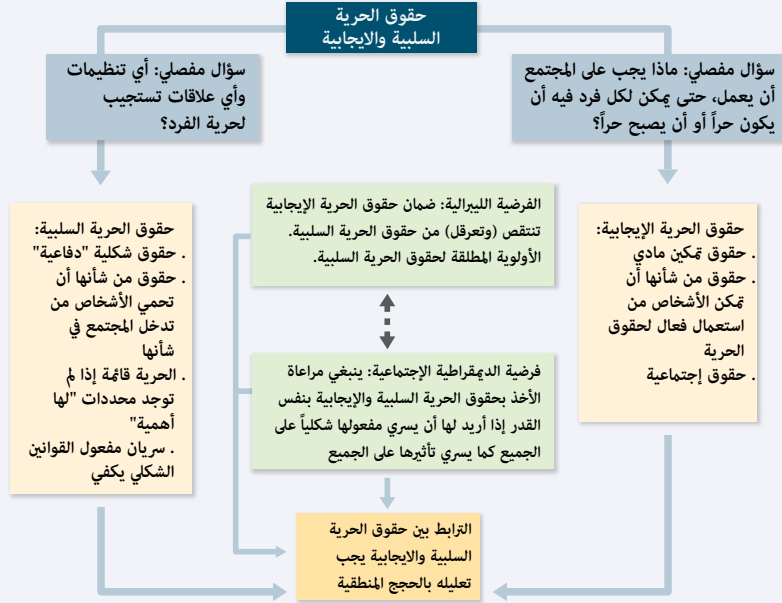 حقوق الحرية
السلبية والايجابية
سؤال مفصلي: ماذا يجب على المجتمع
أن يعمل، حتى يمكن لكل فرد فيه أن
يكون حراً أو أن يصبح حراً؟
سؤال مفصلي: أي تنظيمات
وأي علاقات تستجيب
لحرية الفرد؟
حقوق الحرية الإيجابية:
. حقوق تمكين مادي
. حقوق من شأنها أن
تمكن الأشخاص من
استعمال فعال لحقوق
الحرية
. حقوق إجتماعية
الفرضية الليبرالية: ضمان حقوق الحرية الإيجابية
تنتقص (وتعرقل) من حقوق الحرية السلبية.
الأولوية المطلقة لحقوق الحرية السلبية.
فرضية الديمقراطية الإجتماعية: ينبغي مراعاة
الأخذ بحقوق الحرية السلبية والإيجابية بنفس
القدر إذا أريد لها أن يسري مفعولها شكلياً على
الجميع كما يسري تأثيرها على الجميع
حقوق الحرية السلبية:
. حقوق شكلية "دفاعية"
. حقوق من شأنها أن
تحمي الأشخاص من
تدخل المجتمع في
شأنها
. الحرية قائمة إذا لم
توجد محددات "لها
أهمية"
. سريان مفعول القوانين
الشكلي يكفي
الترابط بين حقوق الحرية
السلبية والايجابية يجب
تعليله بالحجج المنطقية